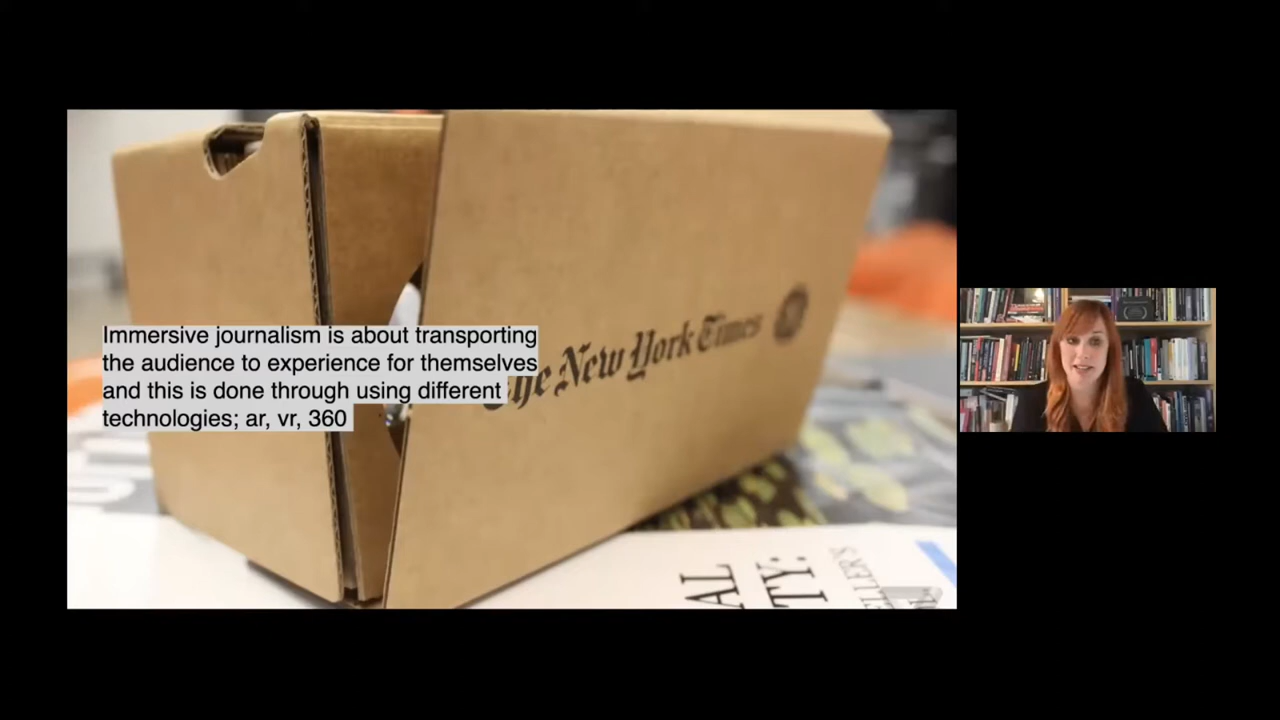 Immersive journalism is about transporting
the audience to experience for themselves
and this is done through using different
technologies; ar, vr, 360
The New York Times
AL
TY: